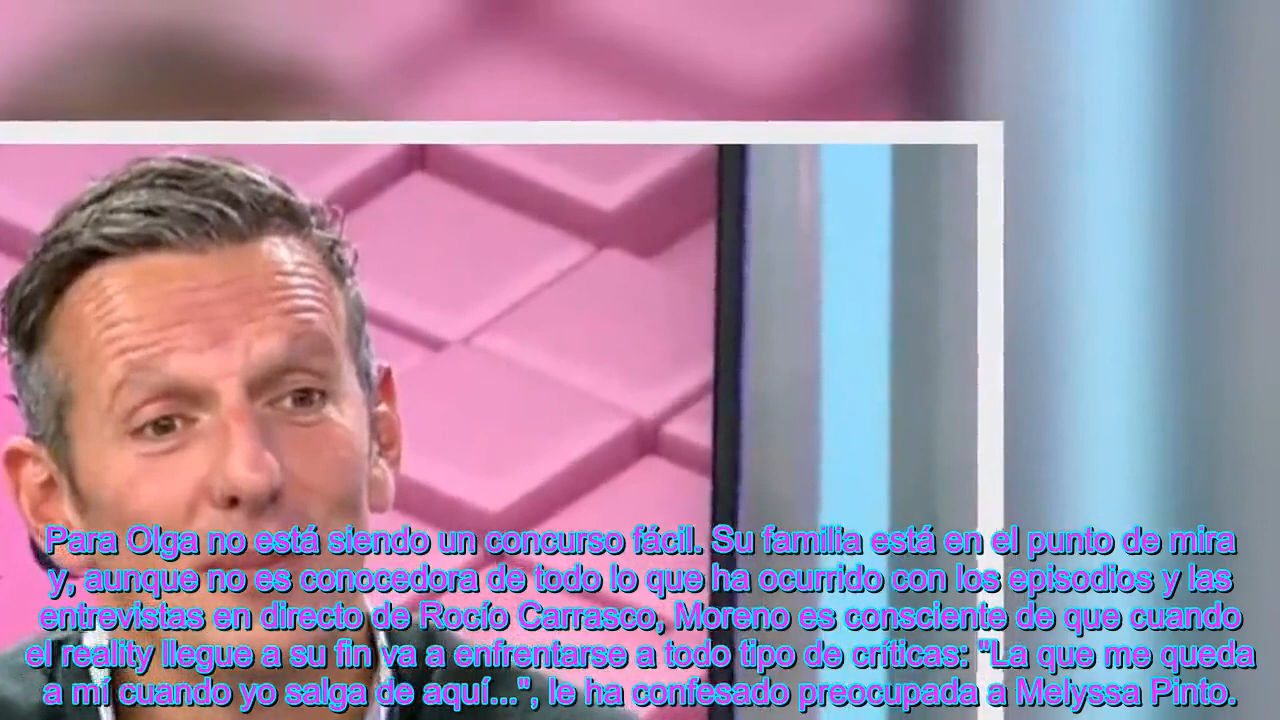 Para Olga no está siendo un concurso fácil. Su familia está en el punto de mira
y, aunque no es conocedora de todo lo que ha ocurrido con los episodios y las
entrevistas en directo de Rocío Carrasco, Moreno es consciente de que cuando
el reality llegue a su fin va a enfrentarse a todo tipo de críticas: "La que me queda
a mí cuando yo salga de aquí...", le ha confesado preocupada a Melyssa Pinto.